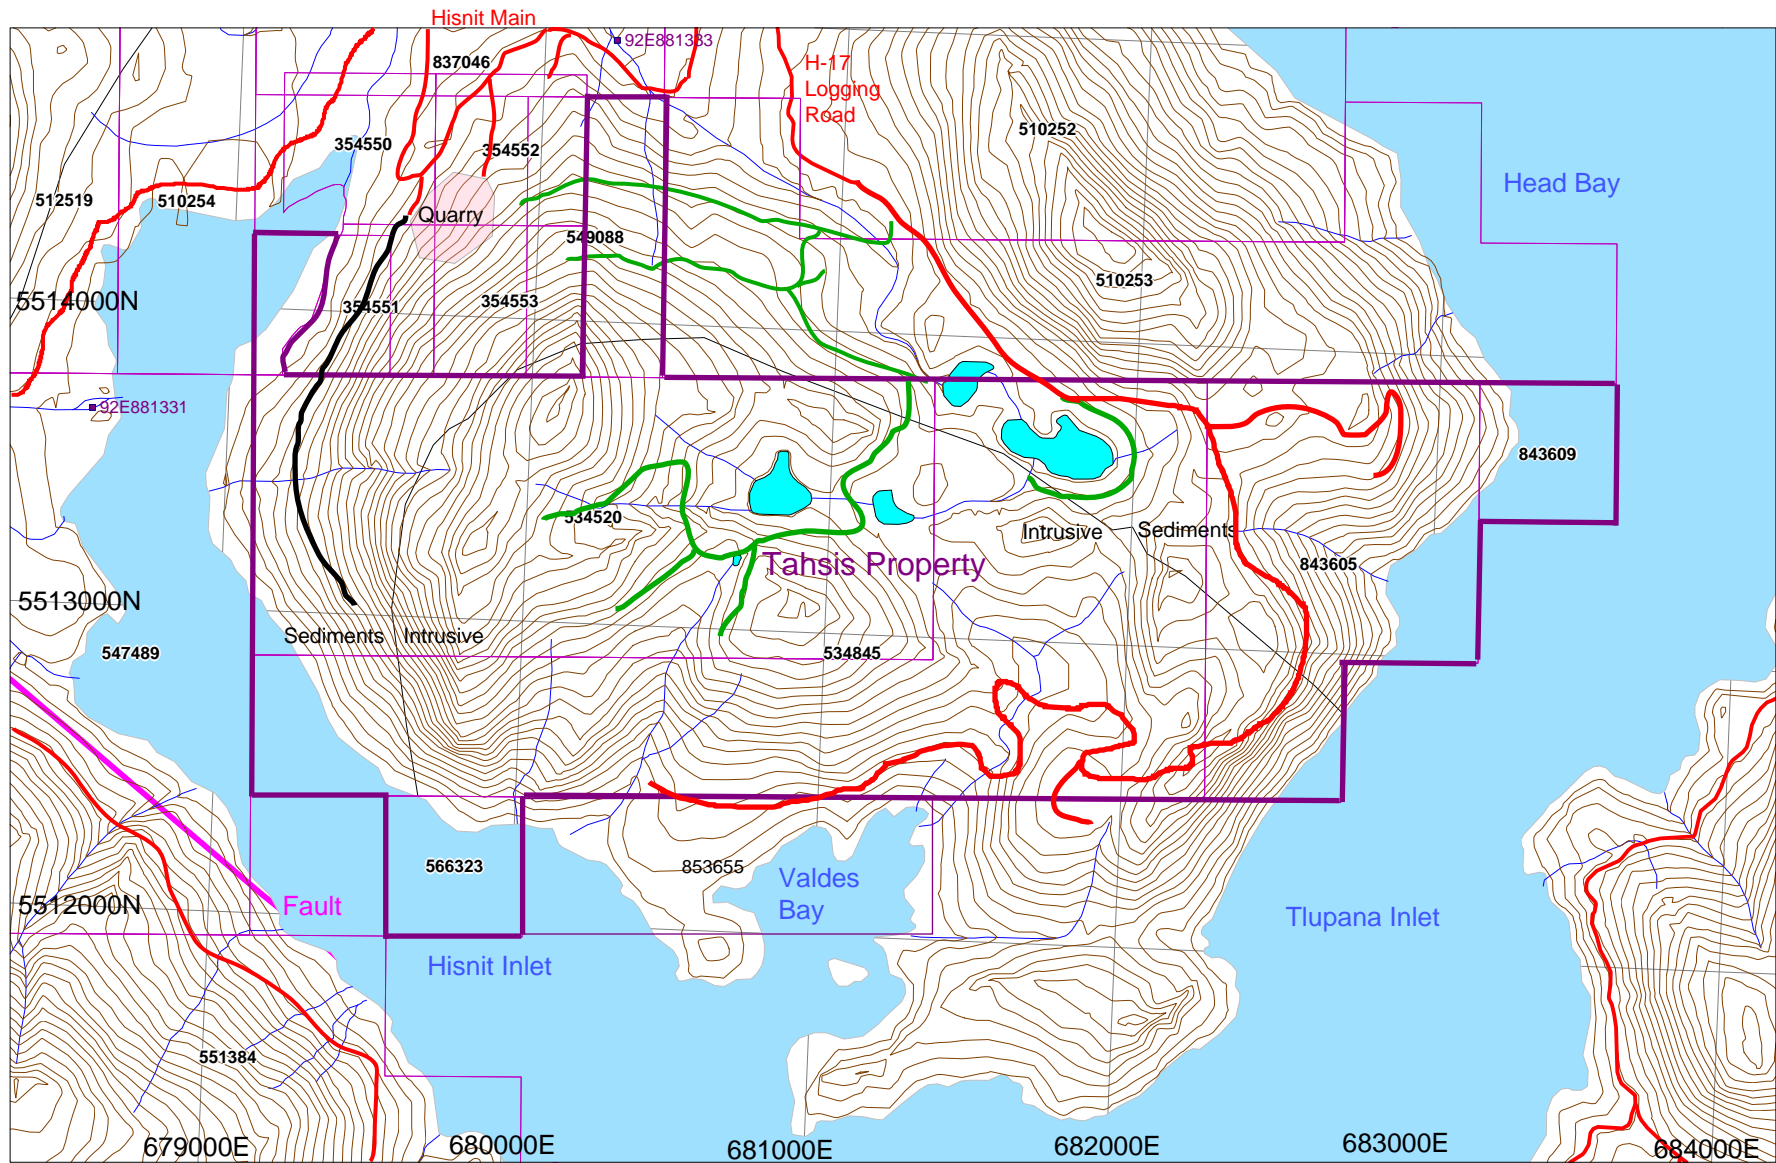 Hisnit Main
92E881333
837046
H-17
Logging
Road
510252
354550
354552
Head Bay
512519
510254
Quarry
549088
510253
5514000N
354551
354553
92E881331
843609
534520
Intrusive
Sediments
Tahsis Property
843605
5513000N
Sediments
Intrusive
547489
534845
566323
853655
Valdes
Bay
5512000N
Fault
Tlupana Inlet
Hisnit Inlet
551384
679000E
680000E
681000E
682000E
683000E
684000E